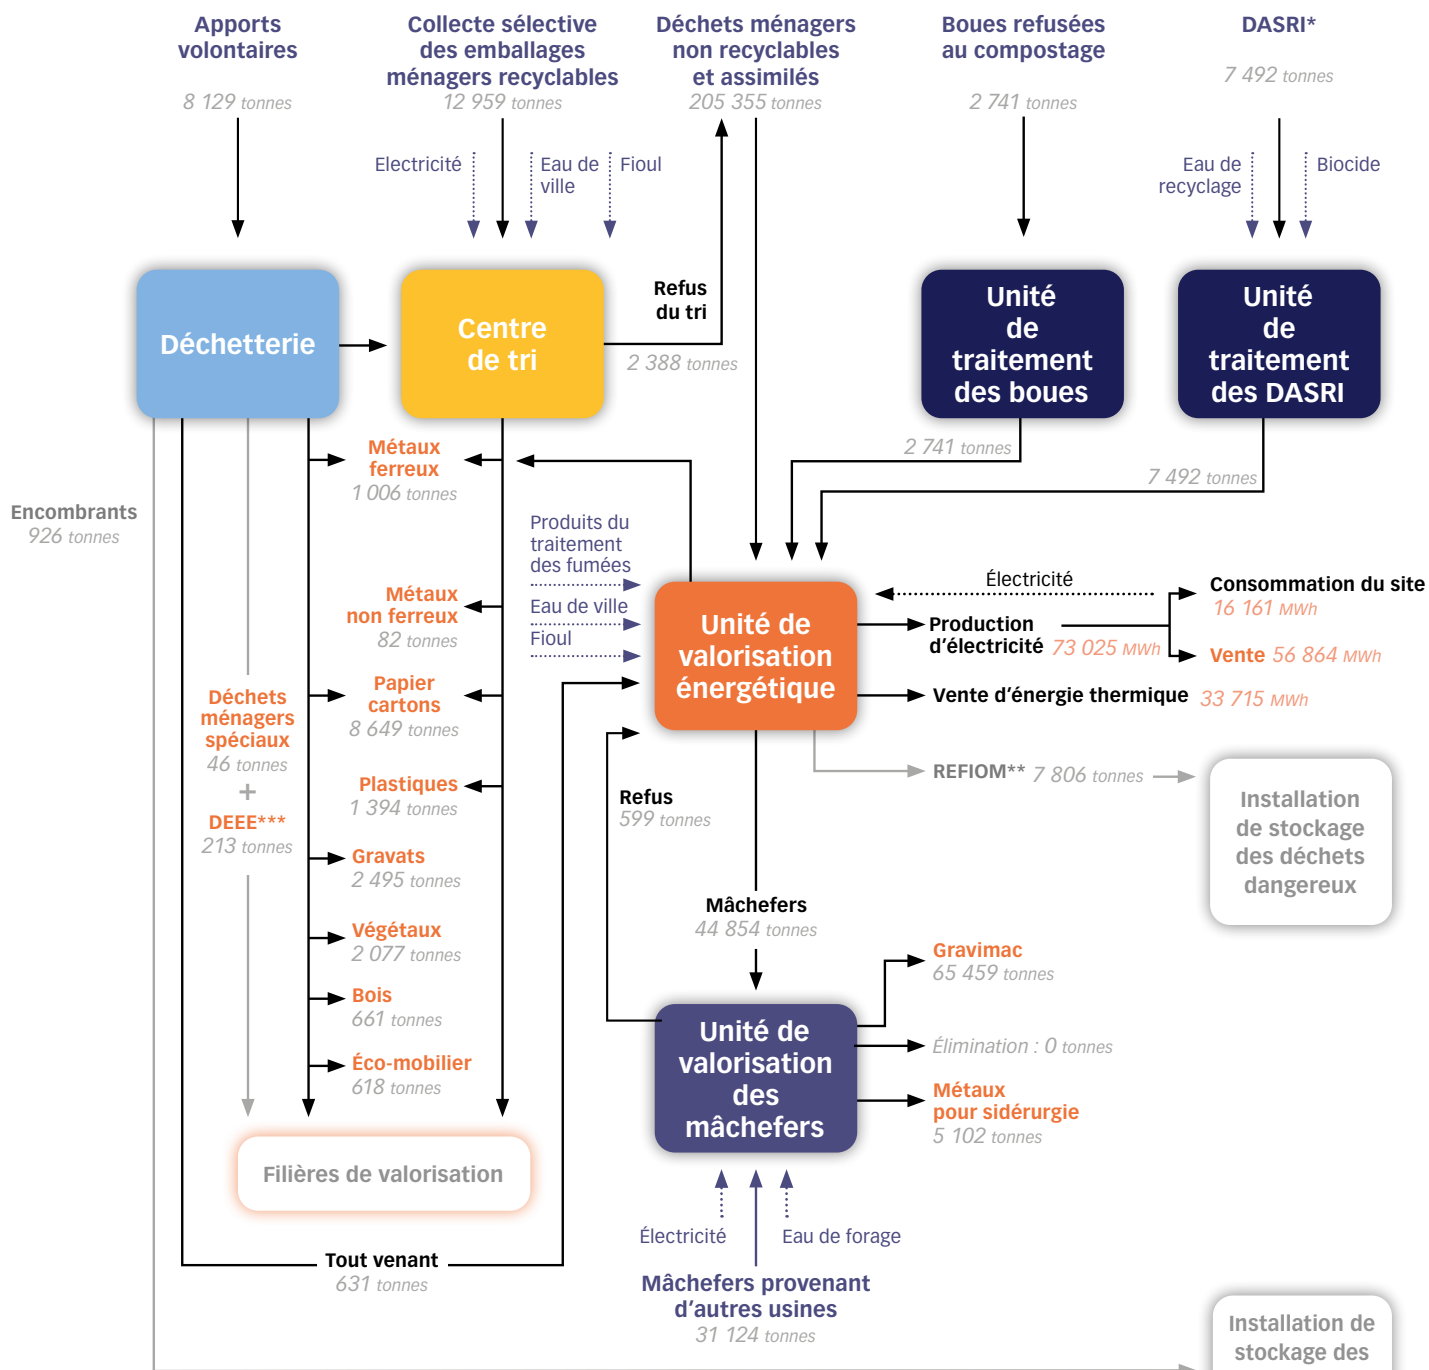 Apports
volontaires
8 129 tonnes
Collecte sélective
des emballages
ménagers recyclables
12 959 tonnes
Déchets ménagers
non recyclables
et assimilés
205 355 tonnes
Boues refusées
au compostage
2 741 tonnes
DASRI*
7 492 tonnes
Electricité
Eau de
ville
Fioul
Eau de
recyclage
Biocide
Déchetterie
Centre
de tri
Refus
du tri
2 388 tonnes
Unité
de
traitement
des boues
Unité
de
traitement
des DASRI
2 741 tonnes
7 492 tonnes
Encombrants
926 tonnes
Métaux
ferreux
1 006 tonnes
Métaux
non ferreux
82 tonnes
Papier
cartons
8 649 tonnes
Plastiques
1 394 tonnes
Déchets
ménagers
spéciaux
46 tonnes
+
DEEE***
213 tonnes
Gravats
2 495 tonnes
Végétaux
2 077 tonnes
Bois
661 tonnes
Éco-mobilier
618 tonnes
Filières de valorisation
Tout venant
631 tonnes
Produits du
traitement
des fumées
Eau de ville
Fioul
Unité de
valorisation
énergétique
Électricité
Production
d'électricité 73 025 MWh
Consommation du site
16 161 MWh
Vente 56 864 MWh
Vente d'énergie thermique 33 715 MWh
REFIOM** 7 806 tonnes
Installation
de stockage
des déchets
dangereux
Refus
599 tonnes
Mâchefers
44 854 tonnes
Unité de
valorisation
des
mâchefers
Gravimac
65 459 tonnes
Élimination : 0 tonnes
Métaux
pour sidérurgie
5 102 tonnes
Électricité
Eau de forage
Mâchefers provenant
d'autres usines
31 124 tonnes
Installation de
stockage des